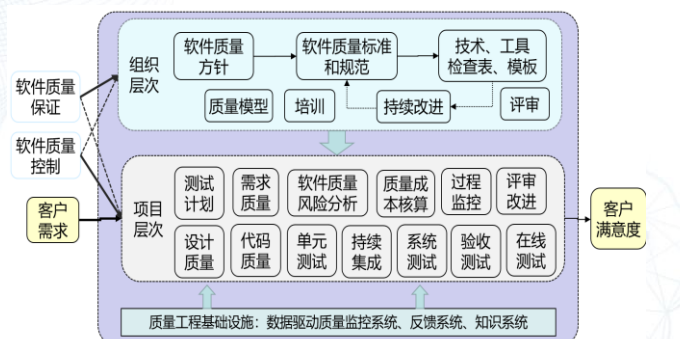 软件质量
保证
软件质量
控制
客户
需求
组织
层次
软件质量
方针
软件质量标准
和规范
技术、工具
检查表、模板
质量模型
培训
持续改进
评审
项目
层次
测试
计划
需求
质量
软件质量
风险分析
质量成
本核算
过程
监控
评审
改进
设计
质量
代码
质量
单元
测试
持续
集成
系统
测试
验收
测试
在线
测试
客户
满意度
质量工程基础设施：数据驱动质量监控系统、反馈系统、知识系统